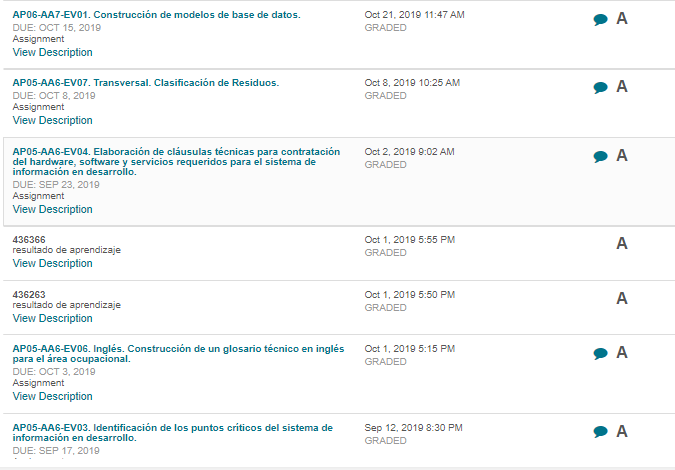 AP06-AA7-EV01. Construcción de modelos de base de datos.
DUE: OCT 15, 2019
Assignment
View Description
Oct 21, 2019 11:47 AM
GRADED
A
AP05-AA6-EV07. Transversal. Clasificación de Residuos.
DUE: OCT 8, 2019
Assignment
View Description
Oct 8, 2019 10:25 AM
GRADED
A
AP05-AA6-EV04. Elaboración de cláusulas técnicas para contratación
del hardware, software y servicios requeridos para el sistema de
información en desarrollo.
DUE: SEP 23, 2019
Assignment
View Description
Oct 2, 2019 9:02 AM
GRADED
A
436366
resultado de aprendizaje
View Description
Oct 1, 2019 5:55 PM
GRADED
A
436263
resultado de aprendizaje
View Description
Oct 1, 2019 5:50 PM
GRADED
A
AP05-AA6-EV06. Inglés. Construcción de un glosario técnico en inglés
para el área ocupacional.
DUE: OCT 3, 2019
Assignment
View Description
Oct 1, 2019 5:15 PM
GRADED
A
AP05-AA6-EV03. Identificación de los puntos críticos del sistema de
información en desarrollo.
DUE: SEP 17, 2019
Sep 12, 2019 8:30 PM
GRADED
A